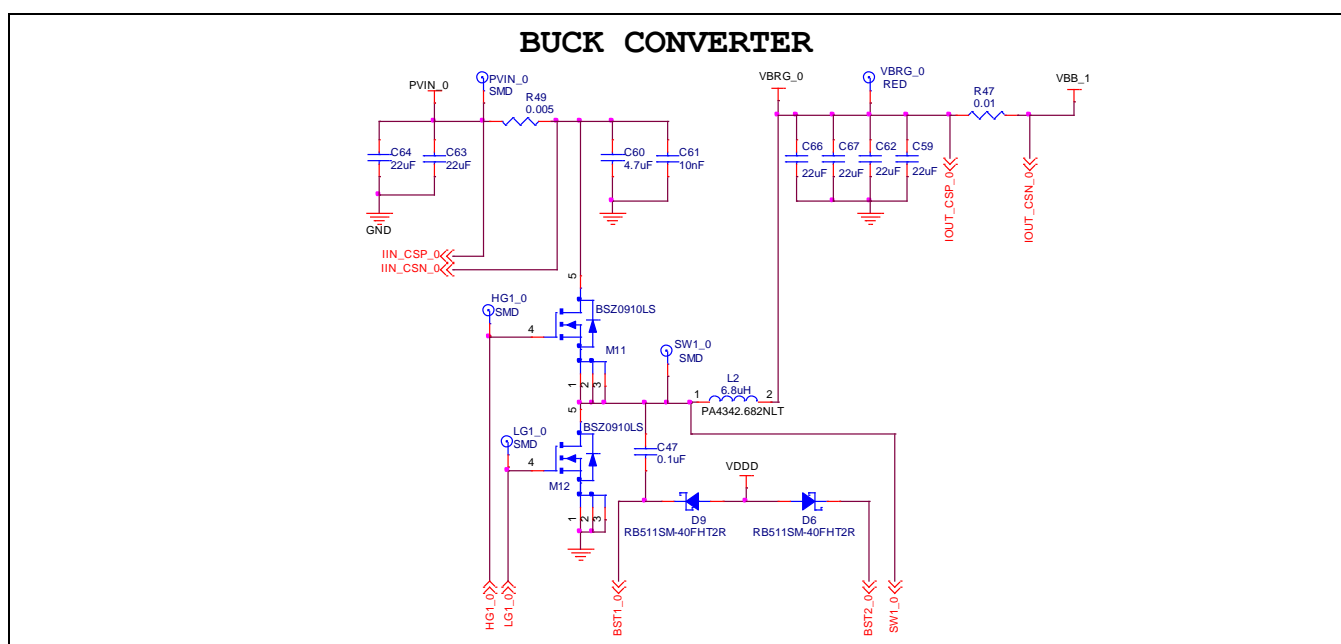 BUCK CONVERTER
PVIN_0
PVIN_0
SMD
R49
0.005
C64
22uF
C63
22uF
C60
4.7uF
C61
10nF
GND
IIN_CSP_0
IIN_CSN_0
VBRG_0
VBRG_0
RED
R47
0.01
VBB_1
C66
22uF
C67
22uF
C62
22uF
C59
22uF
IOUT_CSP_0
IOUT_CSN_0
HG1_0
SMD
5
BSZ0910LS
4
M11
1
2
3
SW1_0
SMD
L2
6.8uH
1
2
PA4342.682NLT
LG1_0
SMD
5
BSZ0910LS
4
M12
1
2
3
C47
0.1uF
VDDD
D9
RB511SM-40FHT2R
D6
RB511SM-40FHT2R
HG1_0
LG1_0
BST1_0
BST2_0
SW1_0